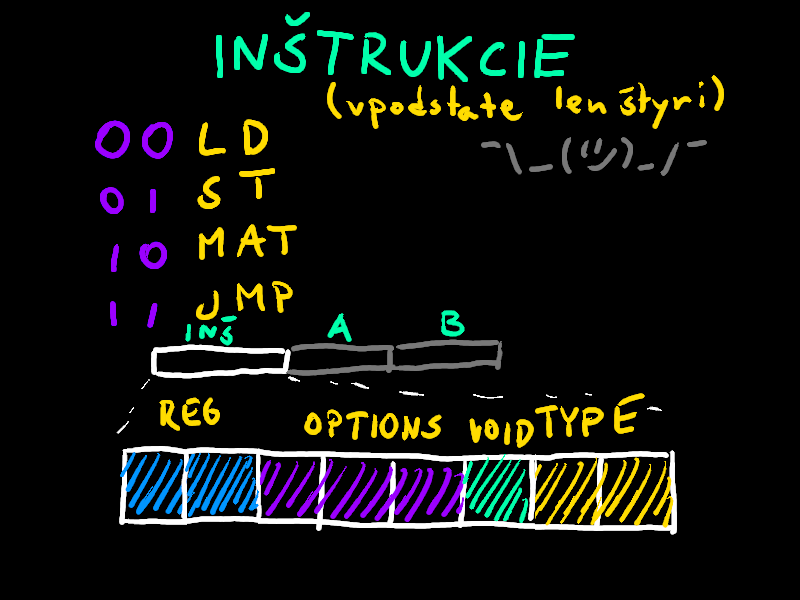 INŠTRUKCIE
(vpodstate len štyri)
¯\_(ツ)_/¯
00 LD
01 ST
10 MAT
11 JMP
INŠ A B
REG OPTIONS VOID TYPE